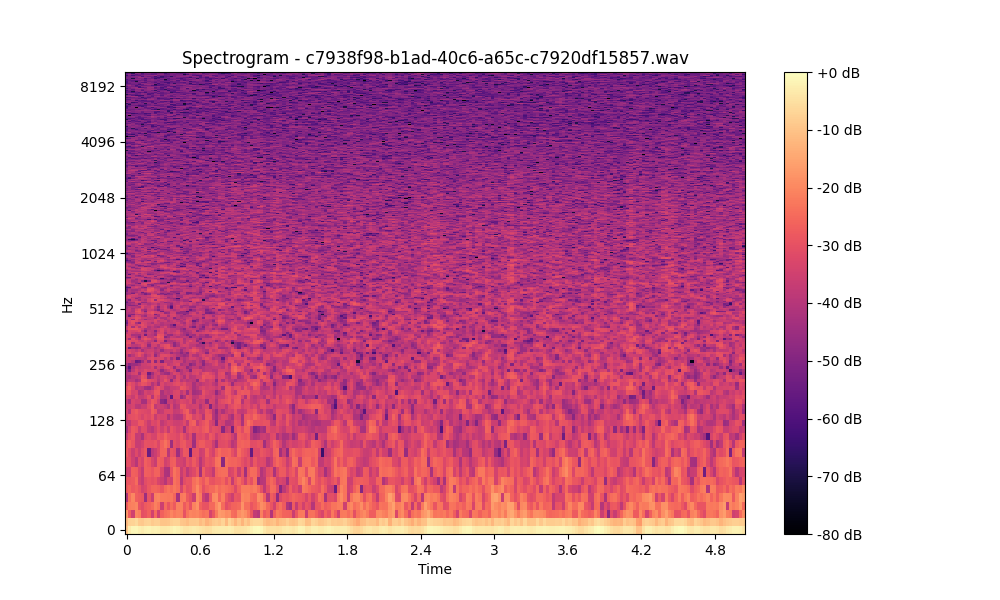 Spectrogram - c7938f98-b1ad-40c6-a65c-c7920df15857.wav
8192
4096
2048
1024
512
256
128
64
0
Hz
0 0.6 1.2 1.8 2.4 3 3.6 4.2 4.8
Time
+0 dB
-10 dB
-20 dB
-30 dB
-40 dB
-50 dB
-60 dB
-70 dB
-80 dB